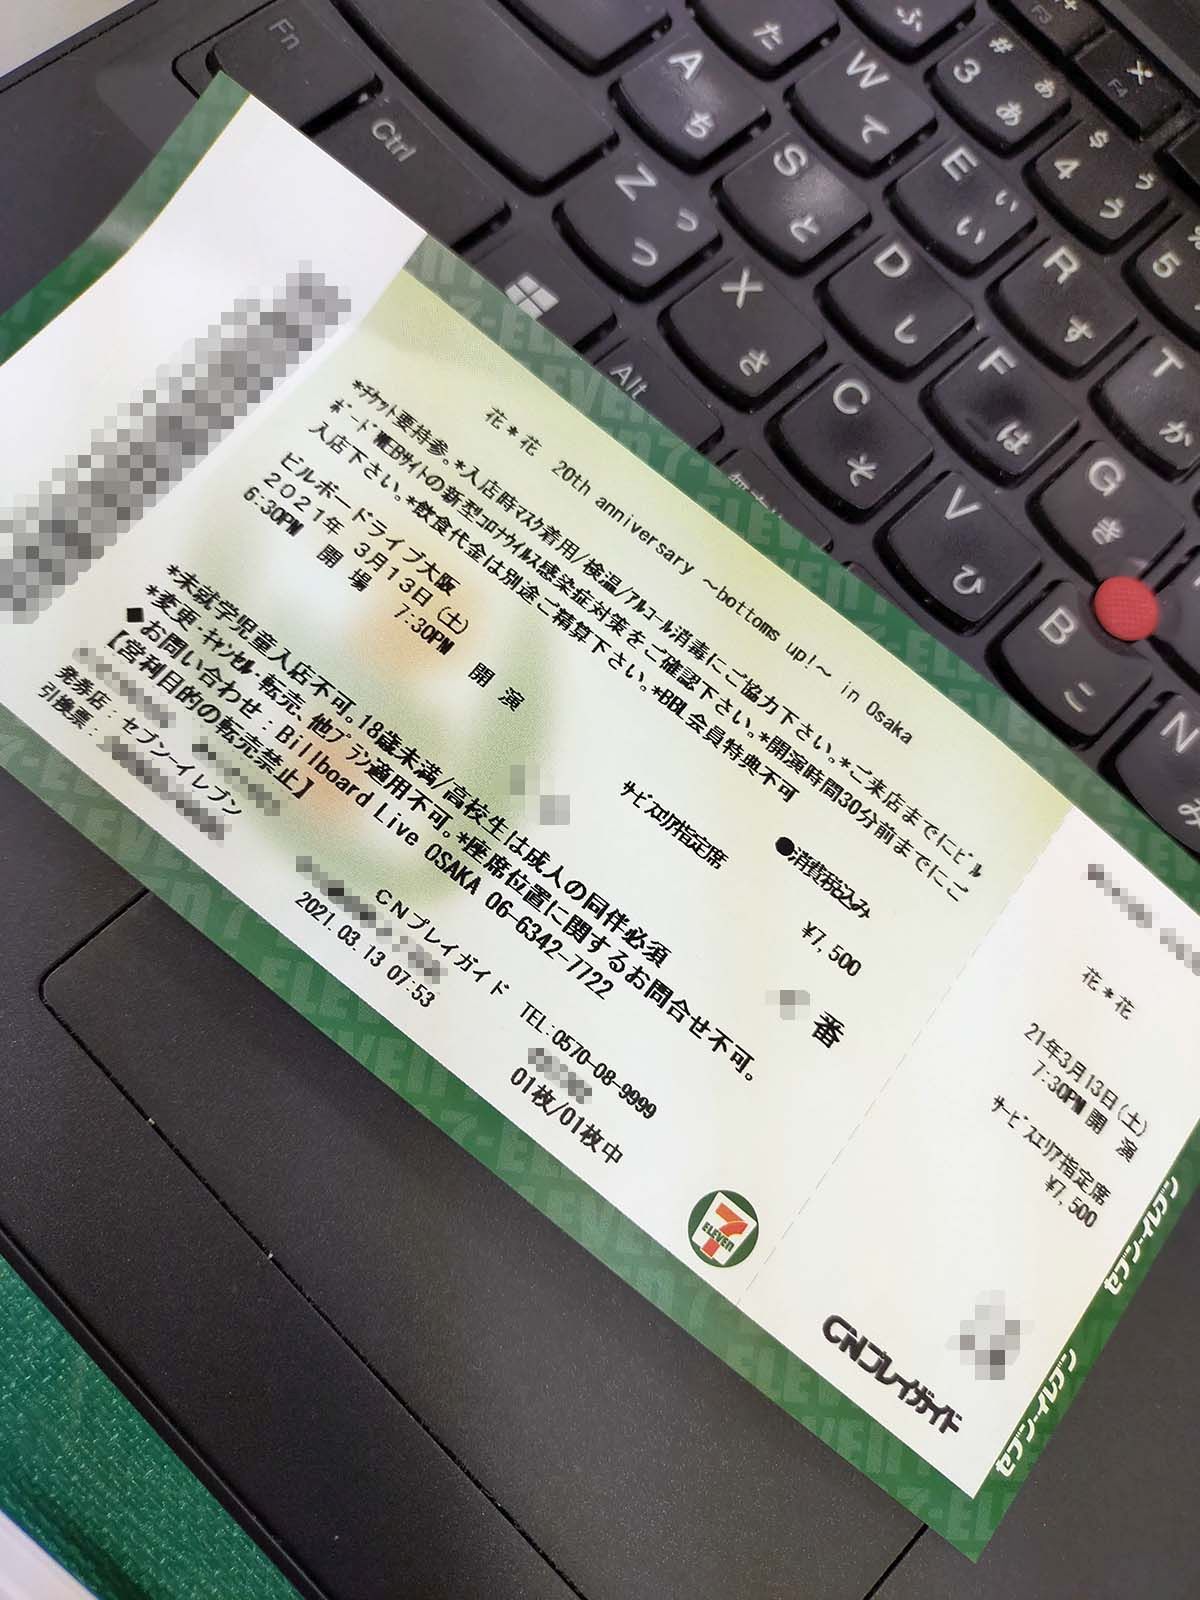 花*花 20th anniversary ～bottoms up!～ in Osaka
*ﾁｹｯﾄ要持参。*入店時ﾏｽｸ着用/検温/ｱﾙｺｰﾙ消毒にご協力下さい。*ご来店までにﾋﾞﾙ
ﾎﾞｰﾄﾞWEBｻｲﾄの新型ｺﾛﾅｳｲﾙｽ感染症対策をご確認下さい。*開演時間30分前までにご
入店下さい。*飲食代金は別途ご精算下さい。*BBL会員特典不可
ビルボードライブ大阪
2021年 3月13日(土)
6:30PM 開場 7:30PM 開演
ｻｰﾋﾞｽｴﾘｱ指定席
●消費税込み
¥7,500
番
*未就学児童入店不可。18歳未満/高校生は成人の同伴必須
*変更･ｷｬﾝｾﾙ･転売、他ﾌﾟﾗﾝ適用不可。*座席位置に関するお問合せ不可。
◆お問い合わせ：Billboard Live OSAKA 06-6342-7722
【営利目的の転売禁止】
発券店：セブン-イレブン
引換票：
CNプレイガイド TEL:0570-08-9999
2021.03.13 07:53
01枚/01枚中
7
ELEVEn
花*花
21年3月13日(土)
7:30PM 開演
ｻｰﾋﾞｽｴﾘｱ指定席
¥7,500
CNプレイガイド
セブン-イレブン
セブン-イレブン
Fn
Ctrl
Alt
A ち
Z つ っ
S と
X さ
W て
E い ぃ
D し
C そ
# 3 あ ぁ
$ 4 う ぅ
R す
F は
V ひ
% 5
T か
G き
B こ
N み
た
ふ
F3
F4